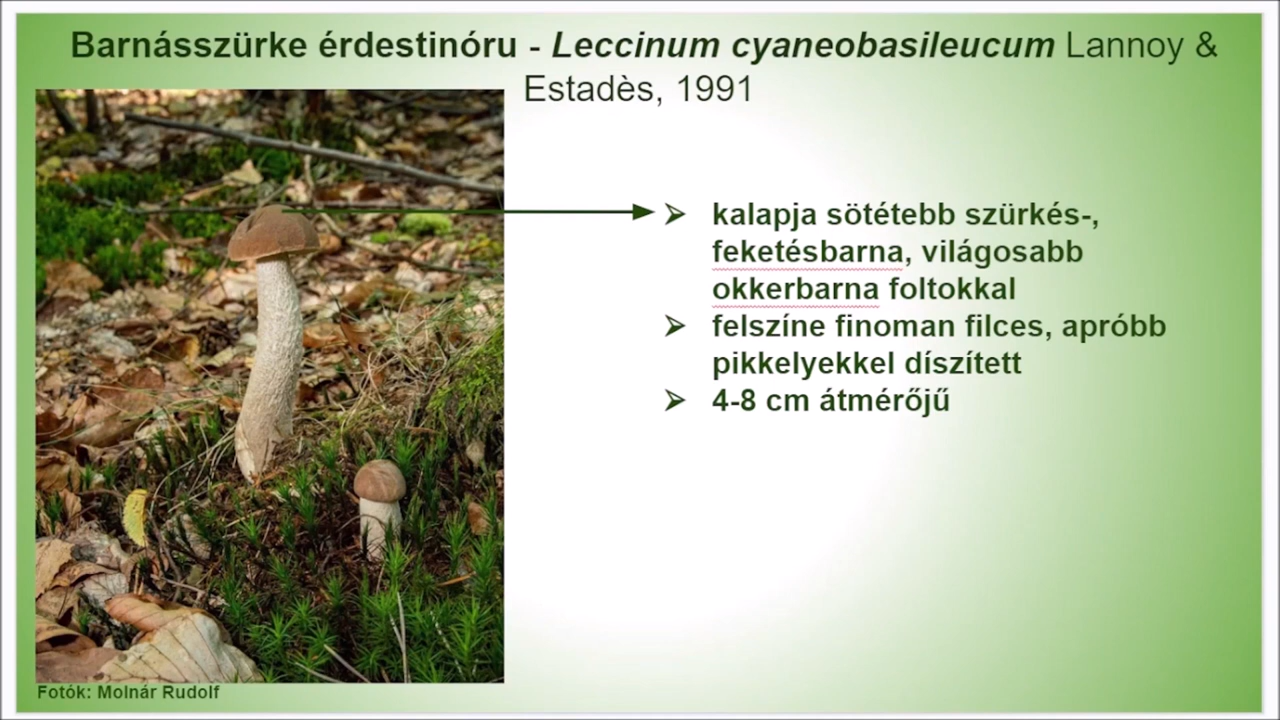 Barnásszürke érdestinóru - Leccinum cyaneobasileucum Lannoy &
Estadès, 1991
➢ kalapja sötétebb szürkés-,
feketésbarna, világosabb
okkerbarna foltokkal
➢ felszíne finoman filces, apróbb
pikkelyekkel díszített
➢ 4-8 cm átmérőjű
Fotók: Molnár Rudolf